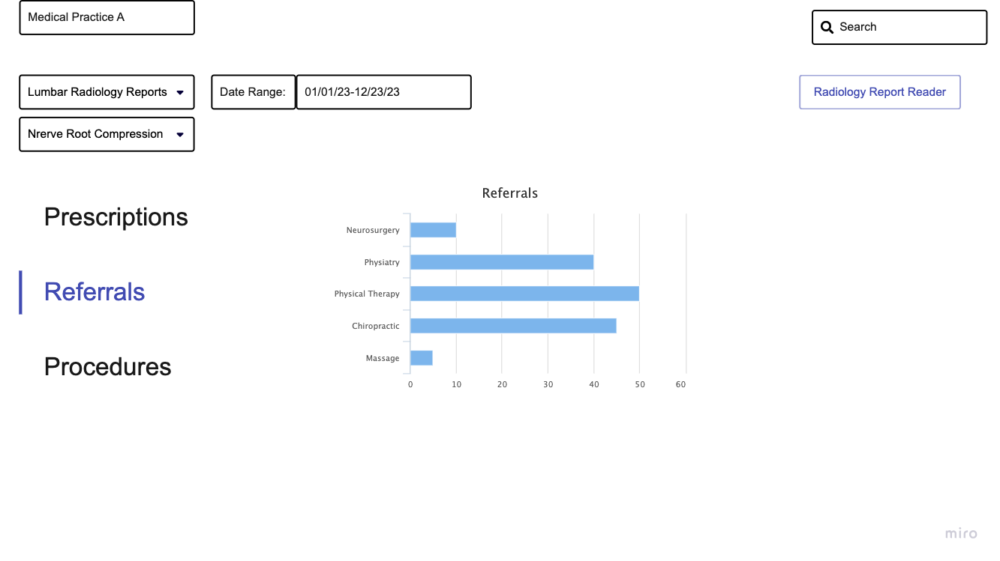 Medical Practice A
Search
Lumbar Radiology Reports
Date Range:
01/01/23-12/23/23
Radiology Report Reader
Nrerve Root Compression
Prescriptions
Referrals
Procedures
Referrals
Neurosurgery
Physiatry
Physical Therapy
Chiropractic
Massage
0 10 20 30 40 50 60
miro